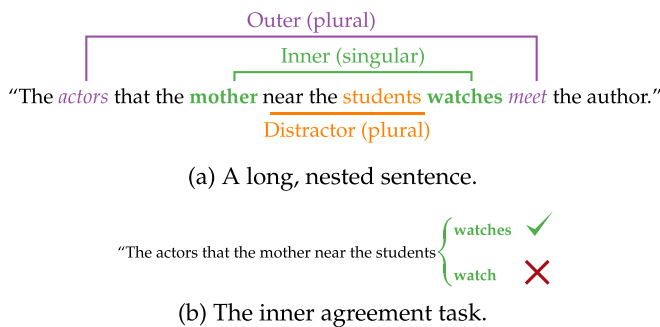 Outer (plural)
Inner (singular)
“The actors that the mother near the students watches meet the author.”
Distractor (plural)
(a) A long, nested sentence.
watches
“The actors that the mother near the students
watch
(b) The inner agreement task.